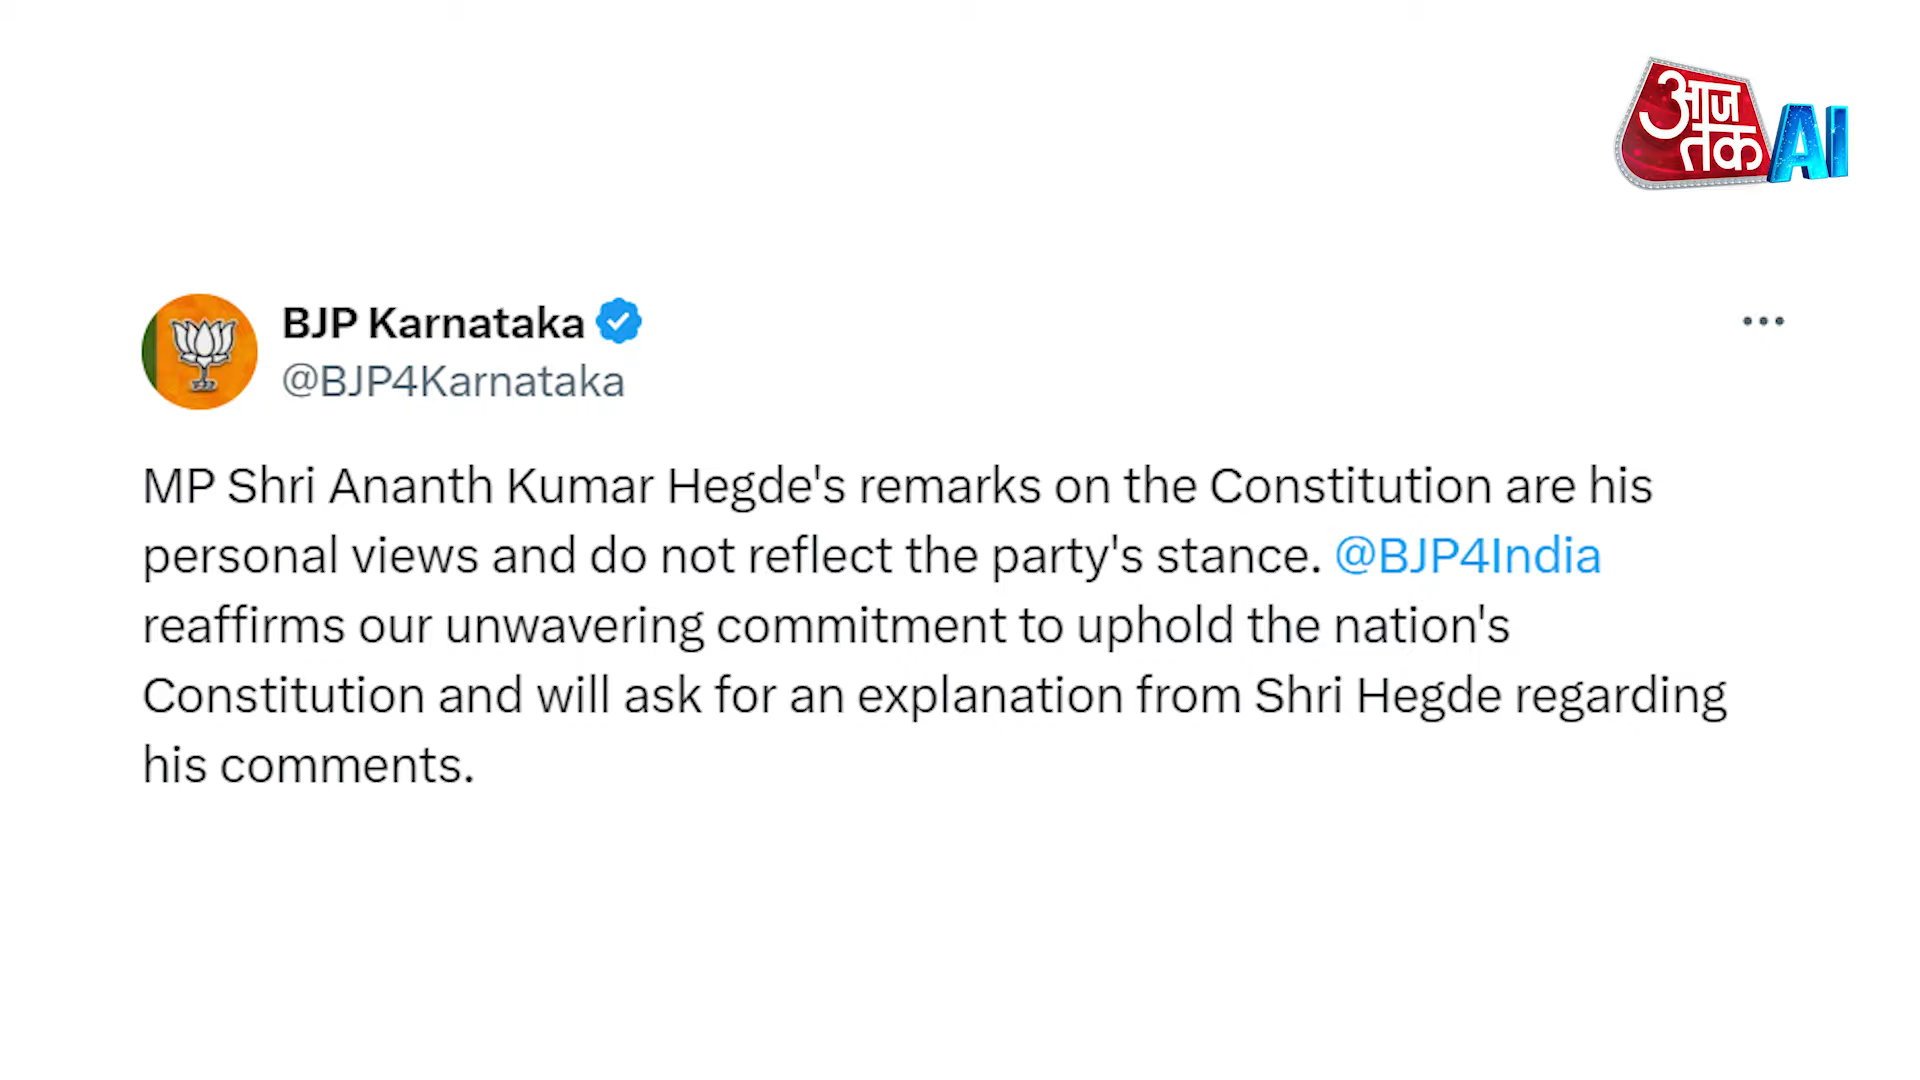 आज
तक AI
BJP Karnataka
@BJP4Karnataka
MP Shri Ananth Kumar Hegde's remarks on the Constitution are his
personal views and do not reflect the party's stance. @BJP4India
reaffirms our unwavering commitment to uphold the nation's
Constitution and will ask for an explanation from Shri Hegde regarding
his comments.